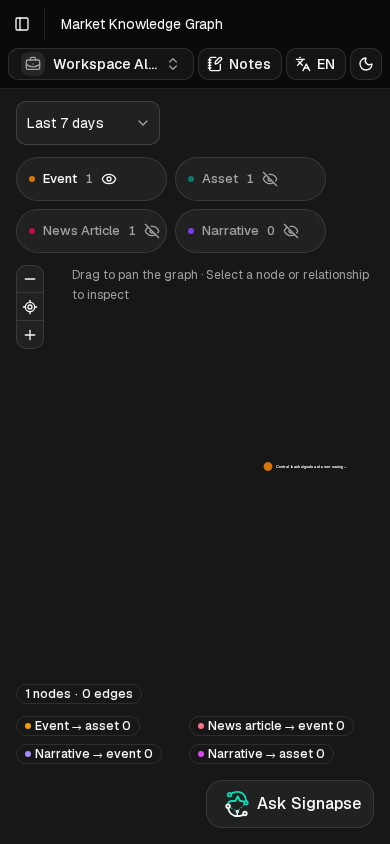 Market Knowledge Graph
Workspace Al...
Notes
EN
Last 7 days
Event 1
Asset 1
News Article 1
Narrative 0
Drag to pan the graph · Select a node or relationship
to inspect
1 nodes · 0 edges
Event → asset 0
News article → event 0
Narrative → event 0
Narrative → asset 0
Ask Signapse